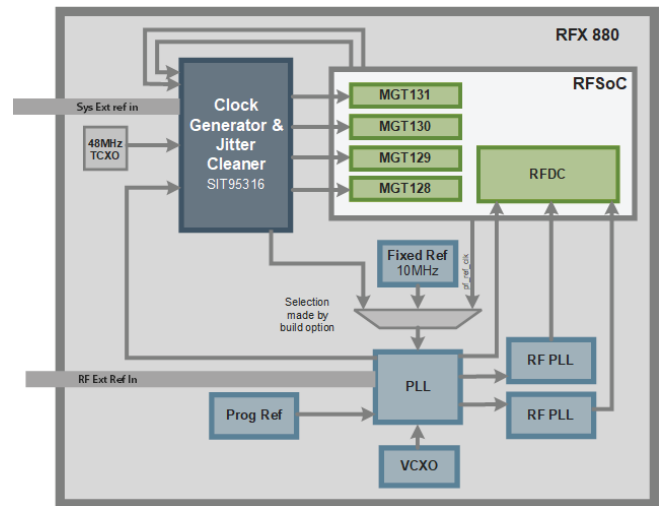 RFX 880
RFSoC
Sys Ext ref in
48MHz
TCXO
Clock
Generator &
Jitter
Cleaner
SIT95316
MGT131
MGT130
MGT129
MGT128
RFDC
Fixed Ref
10MHz
pf_ref_clk
Selection
made by
build option
RF Ext Ref In
PLL
RF PLL
RF PLL
Prog Ref
VCXO